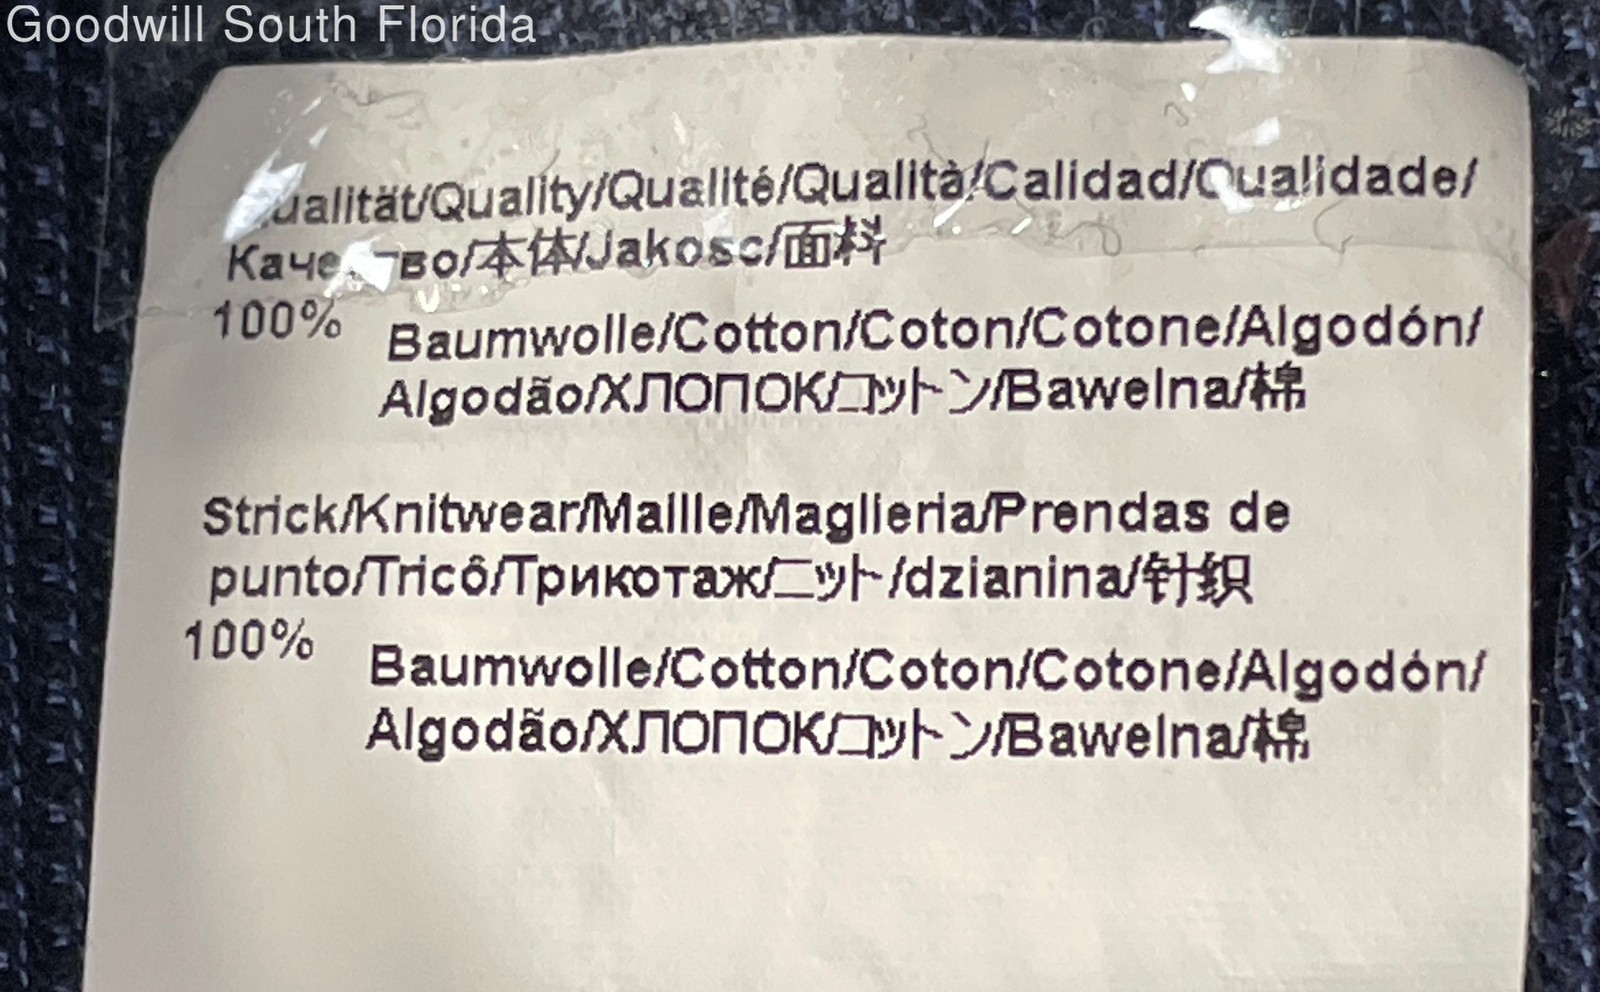 Goodwill South Florida
Qualität/Quality/Qualité/Qualità/Calidad/Qualidade/
Качество/本体/Jakosc/面料
100%
Baumwolle/Cotton/Coton/Cotone/Algodón/
Algodão/ХЛОПОК/コットン/Bawelna/棉
Strick/Knitwear/Maille/Maglieria/Prendas de
punto/Tricô/Трикотаж/ニット/dzianina/针织
100%
Baumwolle/Cotton/Coton/Cotone/Algodón/
Algodão/ХЛОПОК/コットン/Bawelna/棉